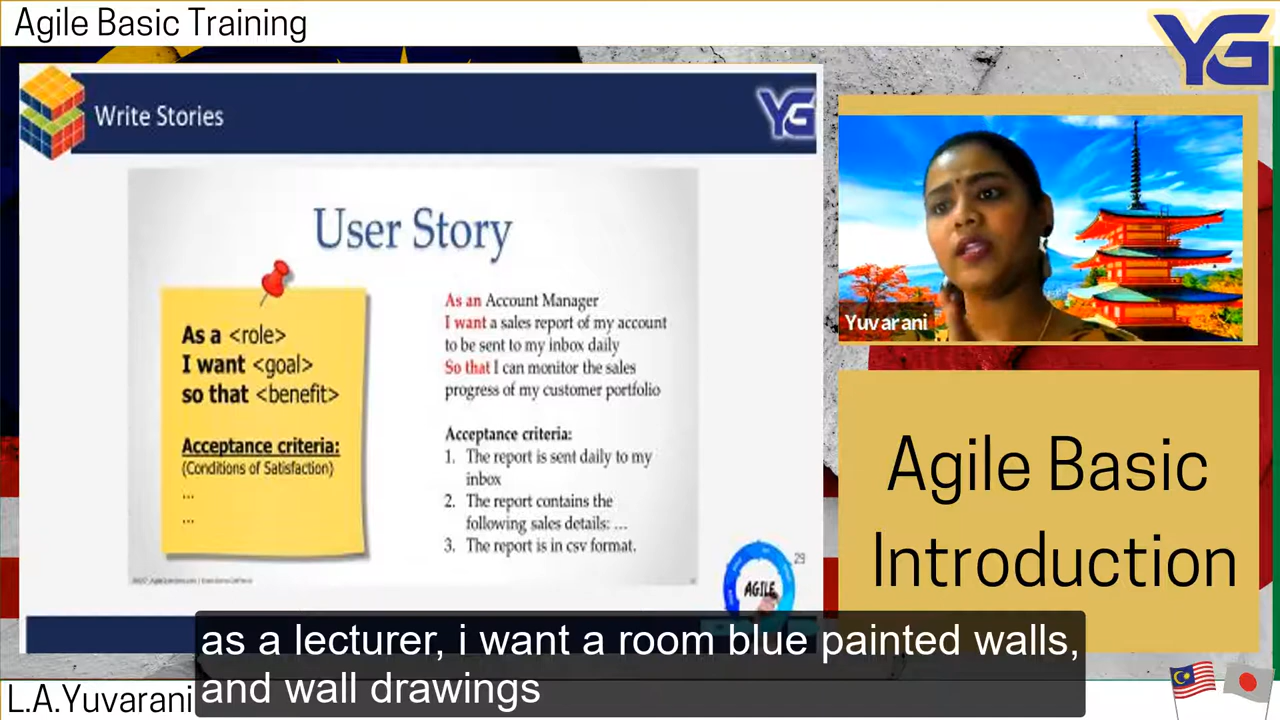 Agile Basic Training
YG
Write Stories
YG
User Story
As a <role>
I want <goal>
so that <benefit>
Acceptance criteria:
(Conditions of Satisfaction)
...
...
As an Account Manager
I want a sales report of my account
to be sent to my inbox daily
So that I can monitor the sales
progress of my customer portfolio
Acceptance criteria:
1. The report is sent daily to my
inbox
2. The report contains the
following sales details: ...
3. The report is in csv format.
29
AGILE
Yuvarani
Agile Basic
Introduction
as a lecturer, i want a room blue painted walls,
and wall drawings
L.A.Yuvarani